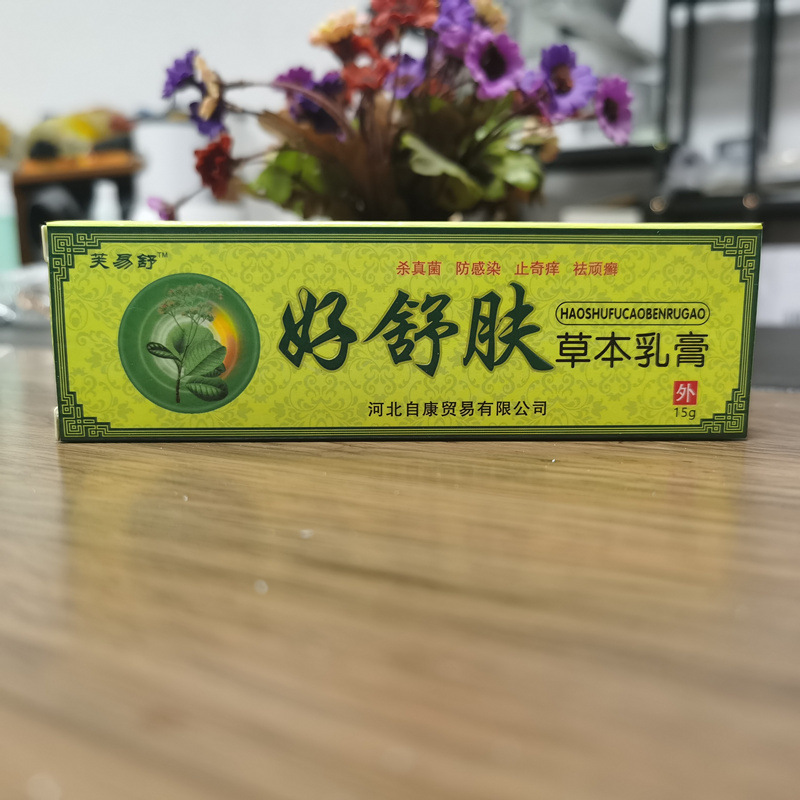 芙易舒™
杀真菌 防感染 止奇痒 祛顽癣
好舒肤
HAOSHUFUCAOBENRUGAO
草本乳膏
河北自康贸易有限公司
外
15g